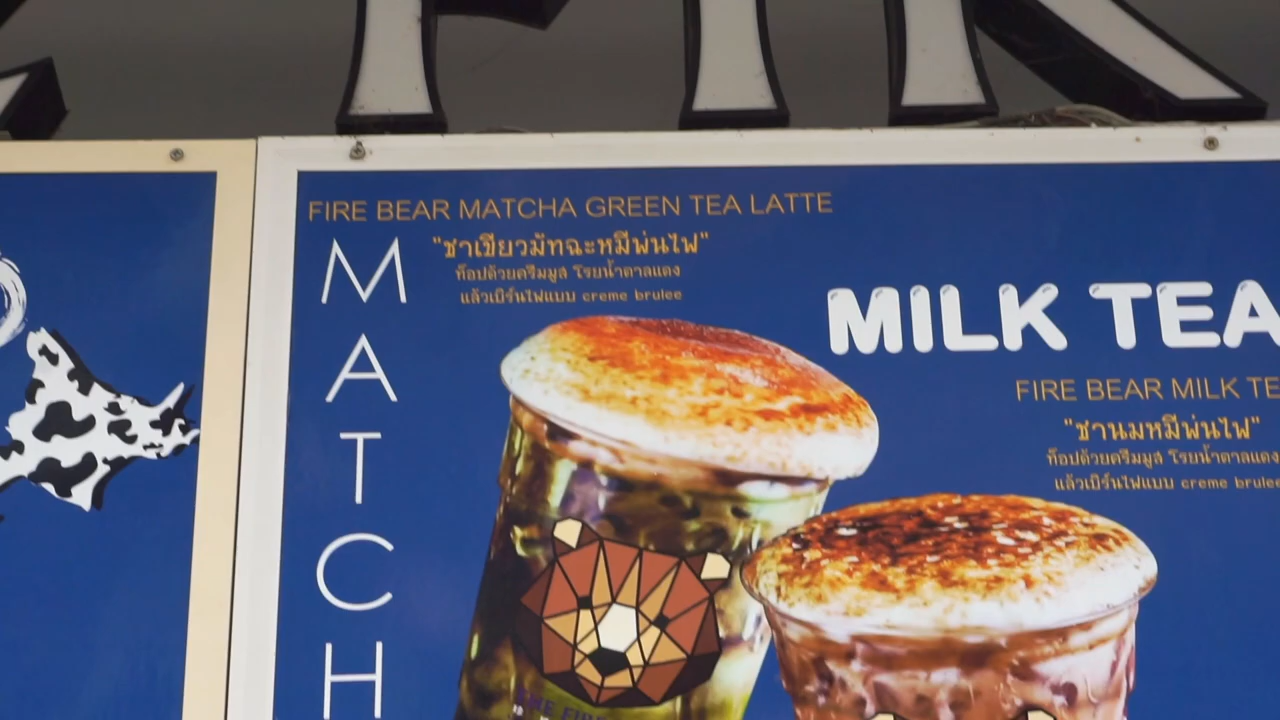 FIRE BEAR MATCHA GREEN TEA LATTE
"ชาเขียวมัทฉะหมีพ่นไฟ"
ท็อปด้วยครีมมูส โรยน้ำตาลแดง
แล้วเบิร์นไฟแบบ creme brulee
MATCH
MILK TEA
FIRE BEAR MILK TE
"ชานมหมีพ่นไฟ"
ท็อปด้วยครีมมูส โรยน้ำตาลแดง
แล้วเบิร์นไฟแบบ creme brulee